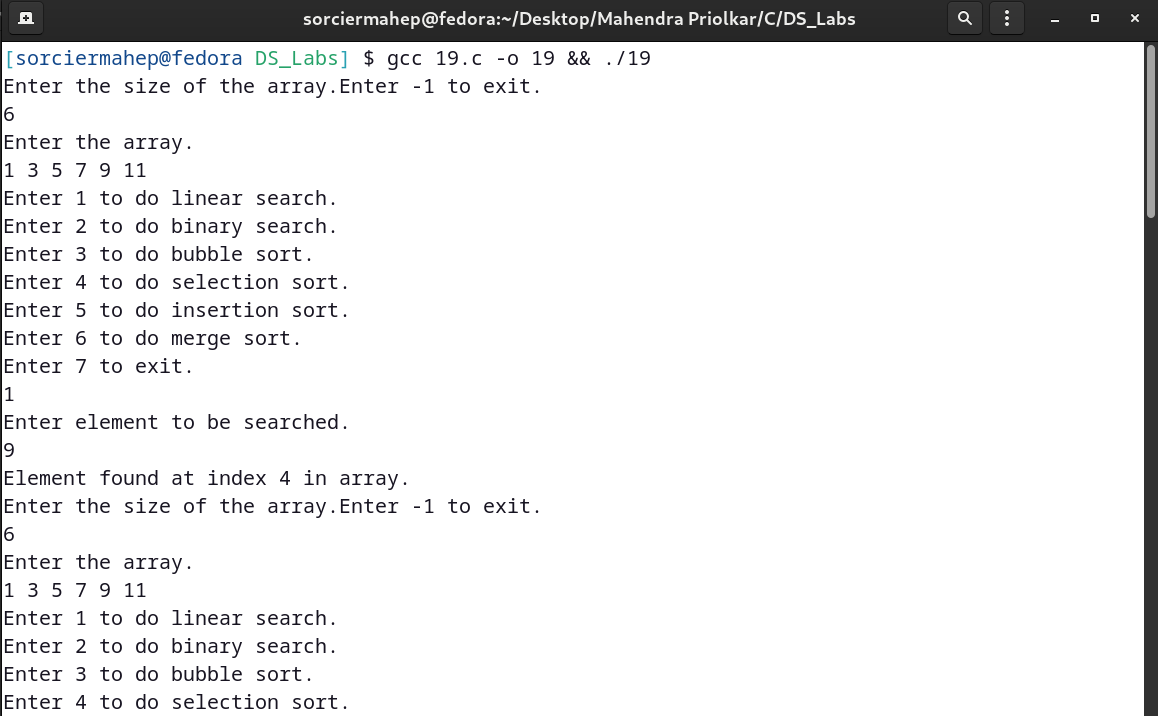 sorciermahep@fedora:~/Desktop/Mahendra Priolkar/C/DS_Labs
[sorciermahep@fedora DS_Labs] $ gcc 19.c -o 19 && ./19
Enter the size of the array.Enter -1 to exit.
6
Enter the array.
1 3 5 7 9 11
Enter 1 to do linear search.
Enter 2 to do binary search.
Enter 3 to do bubble sort.
Enter 4 to do selection sort.
Enter 5 to do insertion sort.
Enter 6 to do merge sort.
Enter 7 to exit.
1
Enter element to be searched.
9
Element found at index 4 in array.
Enter the size of the array.Enter -1 to exit.
6
Enter the array.
1 3 5 7 9 11
Enter 1 to do linear search.
Enter 2 to do binary search.
Enter 3 to do bubble sort.
Enter 4 to do selection sort.